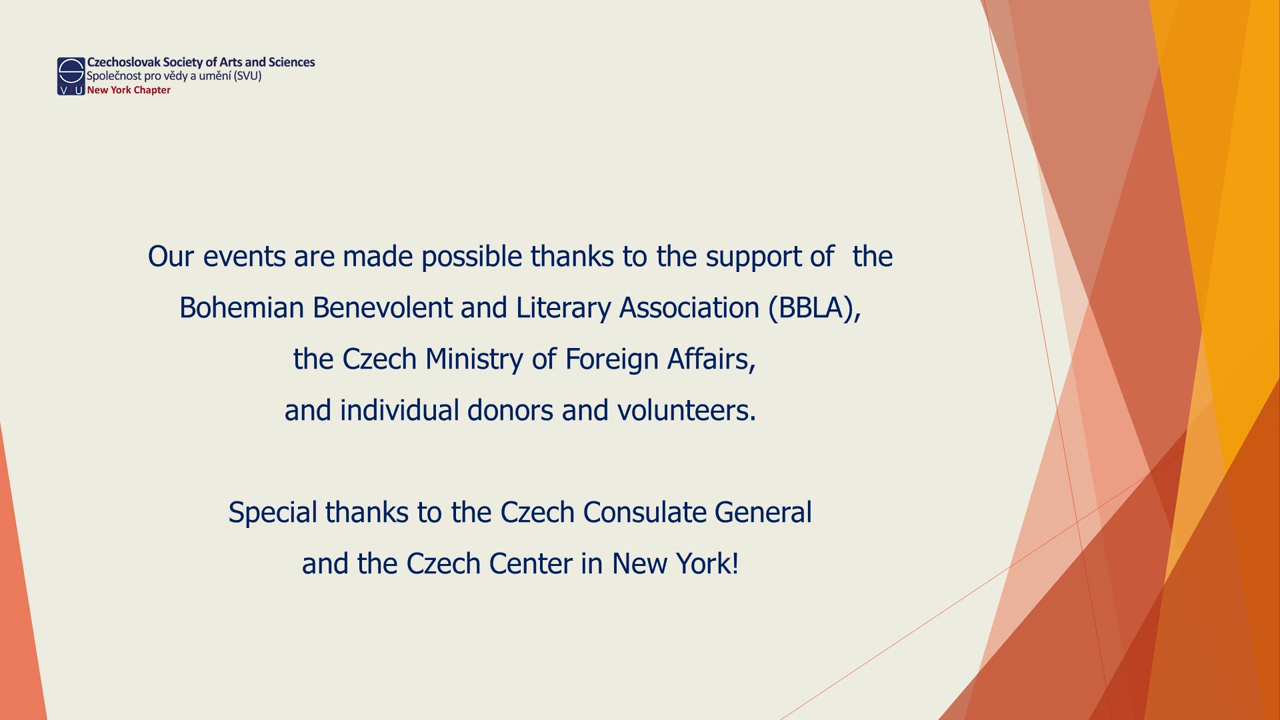 Czechoslovak Society of Arts and Sciences
Společnost pro vědy a umění (SVU)
V U New York Chapter
Our events are made possible thanks to the support of the
Bohemian Benevolent and Literary Association (BBLA),
the Czech Ministry of Foreign Affairs,
and individual donors and volunteers.
Special thanks to the Czech Consulate General
and the Czech Center in New York!